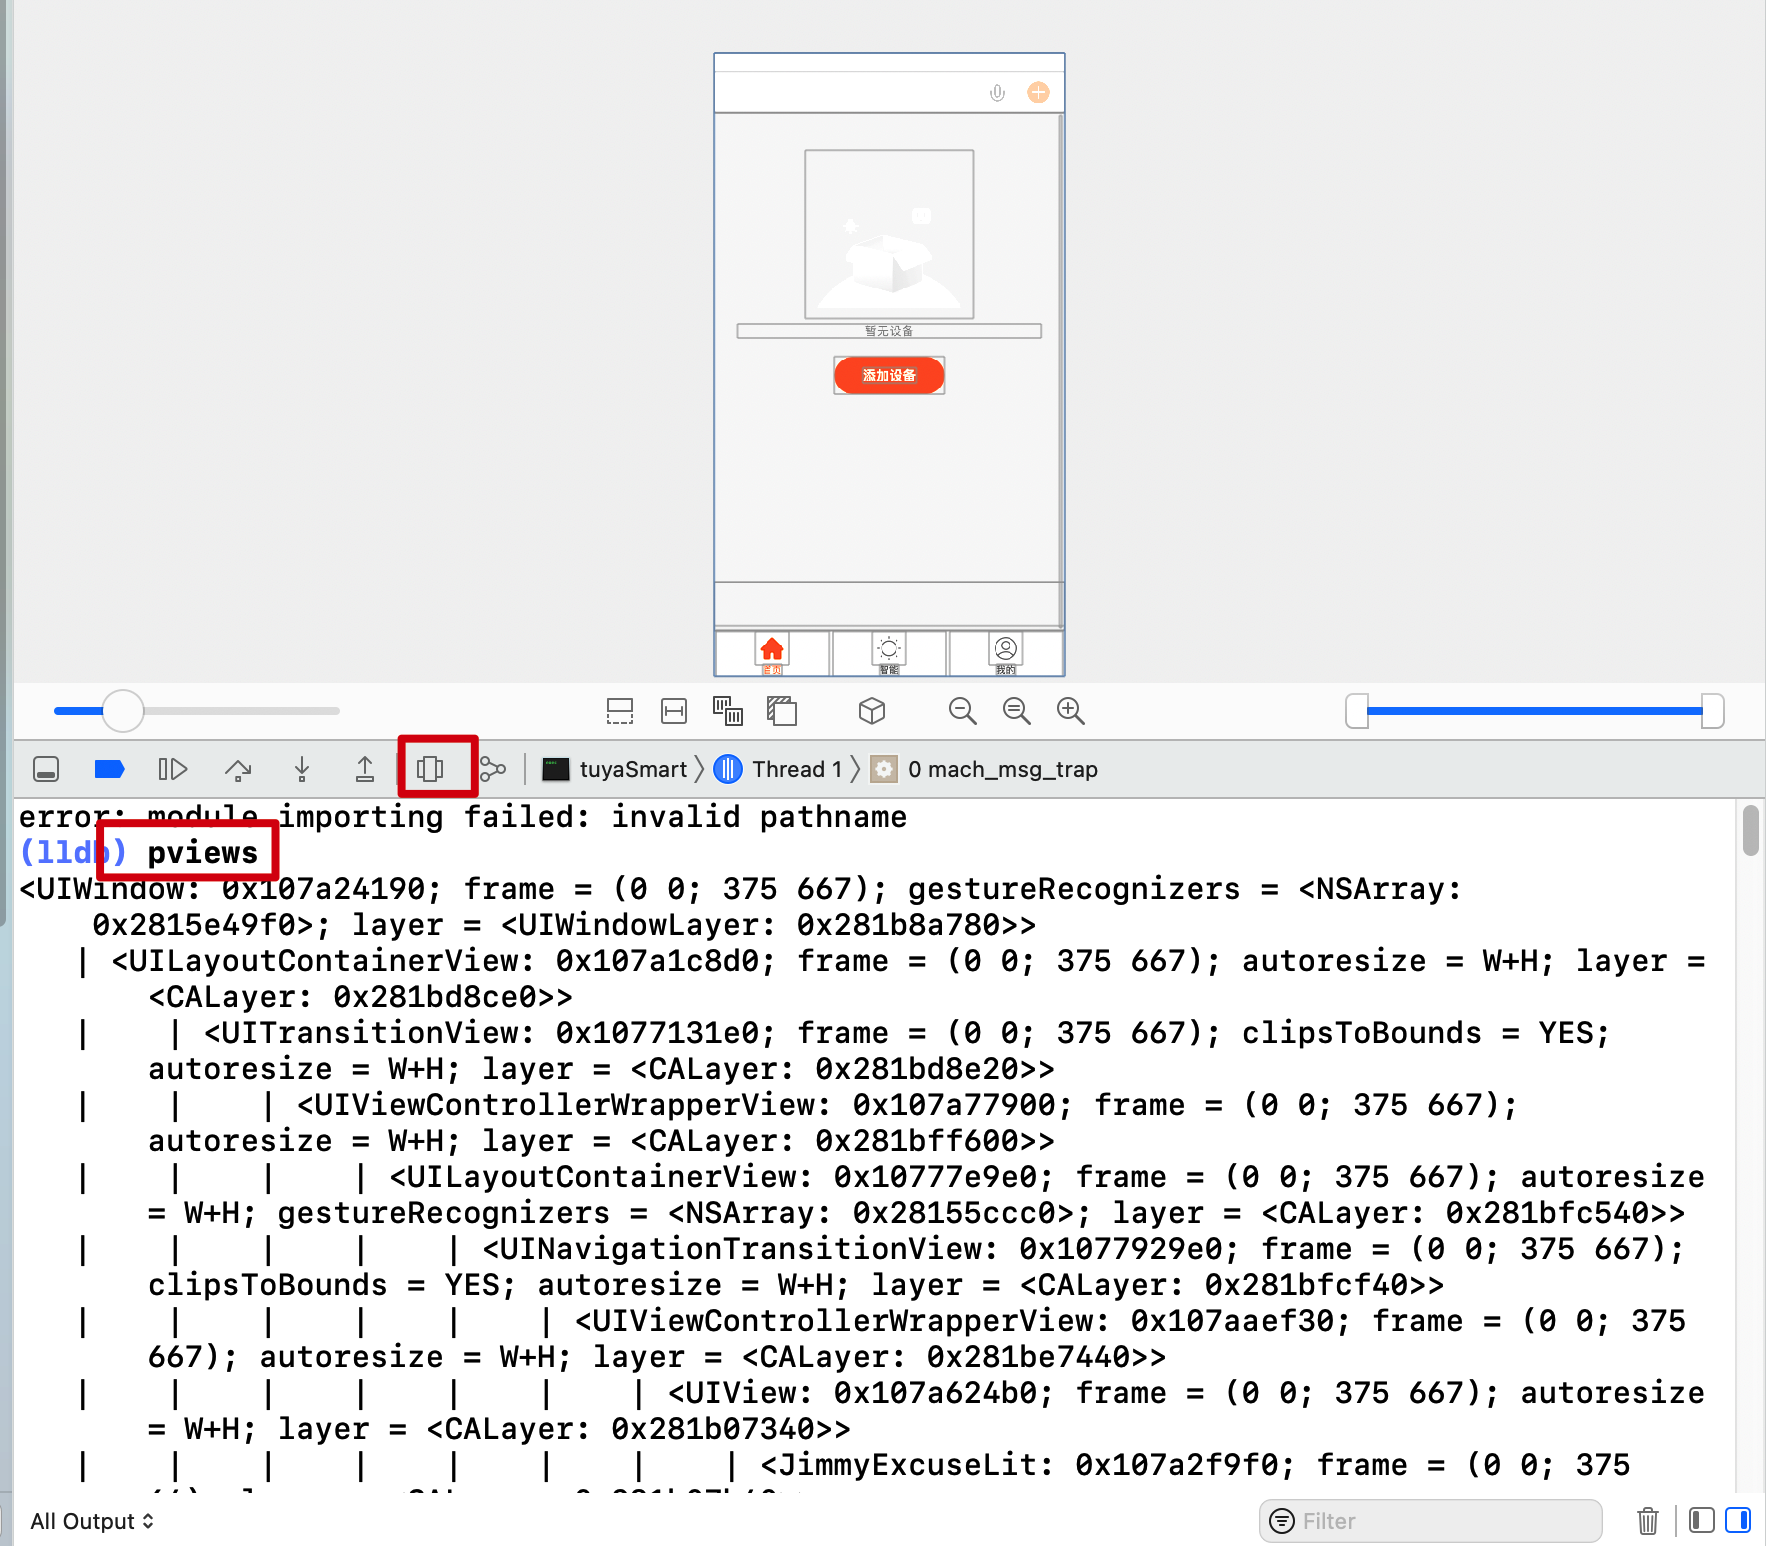 暂无设备
添加设备
首页
智能
我的
tuyaSmart
Thread 1
0 mach_msg_trap
error: module importing failed: invalid pathname
(lldb) pviews
<UIWindow: 0x107a24190; frame = (0 0; 375 667); gestureRecognizers = <NSArray:
0x2815e49f0>; layer = <UIWindowLayer: 0x281b8a780>>
| <UILayoutContainerView: 0x107a1c8d0; frame = (0 0; 375 667); autoresize = W+H; layer =
<CALayer: 0x281bd8ce0>>
| | <UITransitionView: 0x1077131e0; frame = (0 0; 375 667); clipsToBounds = YES;
autoresize = W+H; layer = <CALayer: 0x281bd8e20>>
| | | <UIViewControllerWrapperView: 0x107a77900; frame = (0 0; 375 667);
autoresize = W+H; layer = <CALayer: 0x281bff600>>
| | | | <UILayoutContainerView: 0x10777e9e0; frame = (0 0; 375 667); autoresize
= W+H; gestureRecognizers = <NSArray: 0x28155ccc0>; layer = <CALayer: 0x281bfc540>>
| | | | | <UINavigationTransitionView: 0x1077929e0; frame = (0 0; 375 667);
clipsToBounds = YES; autoresize = W+H; layer = <CALayer: 0x281bfcf40>>
| | | | | | <UIViewControllerWrapperView: 0x107aaef30; frame = (0 0; 375
667); autoresize = W+H; layer = <CALayer: 0x281be7440>>
| | | | | | | <UIView: 0x107a624b0; frame = (0 0; 375 667); autoresize
= W+H; layer = <CALayer: 0x281b07340>>
| | | | | | | | <JimmyExcuseLit: 0x107a2f9f0; frame = (0 0; 375
All Output
Filter